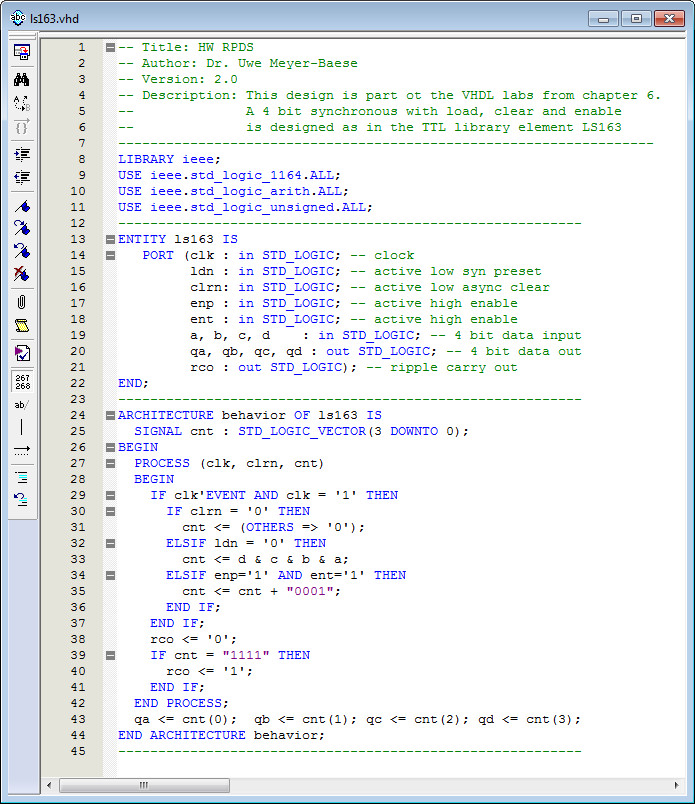 ls163.vhd
1 -- Title: HW RPDS
2 -- Author: Dr. Uwe Meyer-Baese
3 -- Version: 2.0
4 -- Description: This design is part ot the VHDL labs from chapter 6.
5 --              A 4 bit synchronous with load, clear and enable
6 --              is designed as in the TTL library element LS163
7 -------------------------------------------------------------------
8 LIBRARY ieee;
9 USE ieee.std_logic_1164.ALL;
10 USE ieee.std_logic_arith.ALL;
11 USE ieee.std_logic_unsigned.ALL;
12 ----------------------------------------------------------
13 ENTITY ls163 IS
14    PORT (clk : in STD_LOGIC; -- clock
15          ldn : in STD_LOGIC; -- active low syn preset
16          clrn: in STD_LOGIC; -- active low async clear
17          enp : in STD_LOGIC; -- active high enable
18          ent : in STD_LOGIC; -- active high enable
19          a, b, c, d    : in STD_LOGIC; -- 4 bit data input
20          qa, qb, qc, qd : out STD_LOGIC; -- 4 bit data out
21          rco : out STD_LOGIC); -- ripple carry out
22 END;
23 ----------------------------------------------------------
24 ARCHITECTURE behavior OF ls163 IS
25   SIGNAL cnt : STD_LOGIC_VECTOR(3 DOWNTO 0);
26 BEGIN
27   PROCESS (clk, clrn, cnt)
28   BEGIN
29     IF clk'EVENT AND clk = '1' THEN
30       IF clrn = '0' THEN
31         cnt <= (OTHERS => '0');
32       ELSIF ldn = '0' THEN
33         cnt <= d & c & b & a;
34       ELSIF enp='1' AND ent='1' THEN
35         cnt <= cnt + "0001";
36       END IF;
37     END IF;
38     rco <= '0';
39     IF cnt = "1111" THEN
40       rco <= '1';
41     END IF;
42   END PROCESS;
43   qa <= cnt(0);  qb <= cnt(1); qc <= cnt(2); qd <= cnt(3);
44 END ARCHITECTURE behavior;
45 ----------------------------------------------------------
267
268
ab/